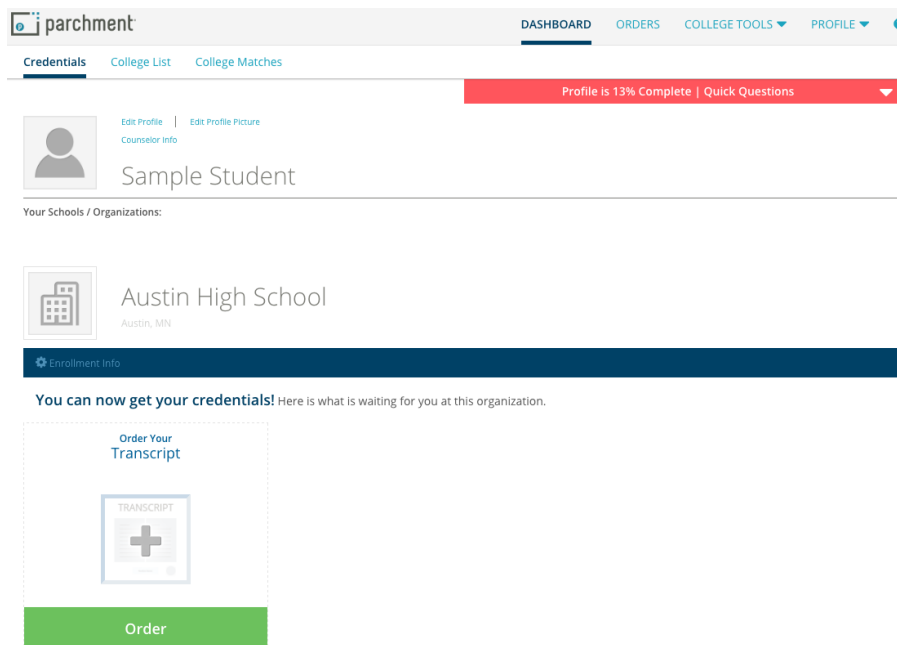 parchment
DASHBOARD ORDERS COLLEGE TOOLS PROFILE
Credentials College List College Matches
Profile is 13% Complete | Quick Questions
Edit Profile | Edit Profile Picture
Counselor Info
Sample Student
Your Schools / Organizations:
Austin High School
Austin, MN
Enrollment Info
You can now get your credentials! Here is what is waiting for you at this organization.
Order Your
Transcript
TRANSCRIPT
Order